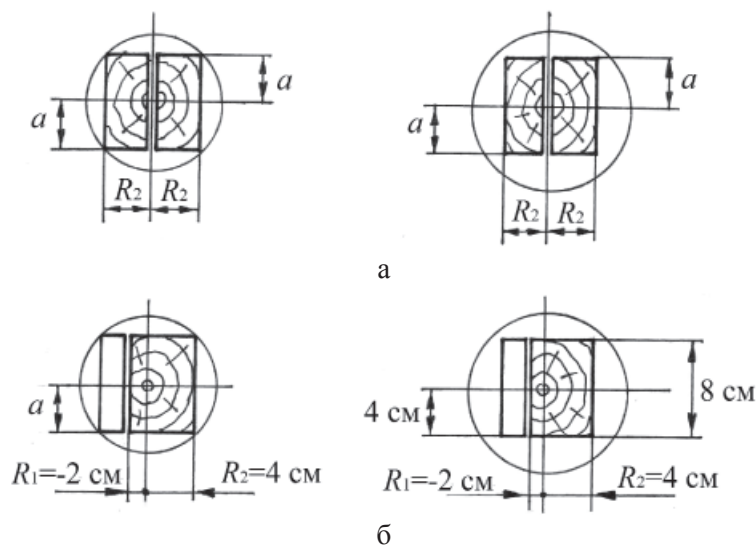 a
a
a
a
R₂ R₂
R₂ R₂
а
a
4 см
8 см
R₁=-2 см
R₂=4 см
R₁=-2 см
R₂=4 см
б